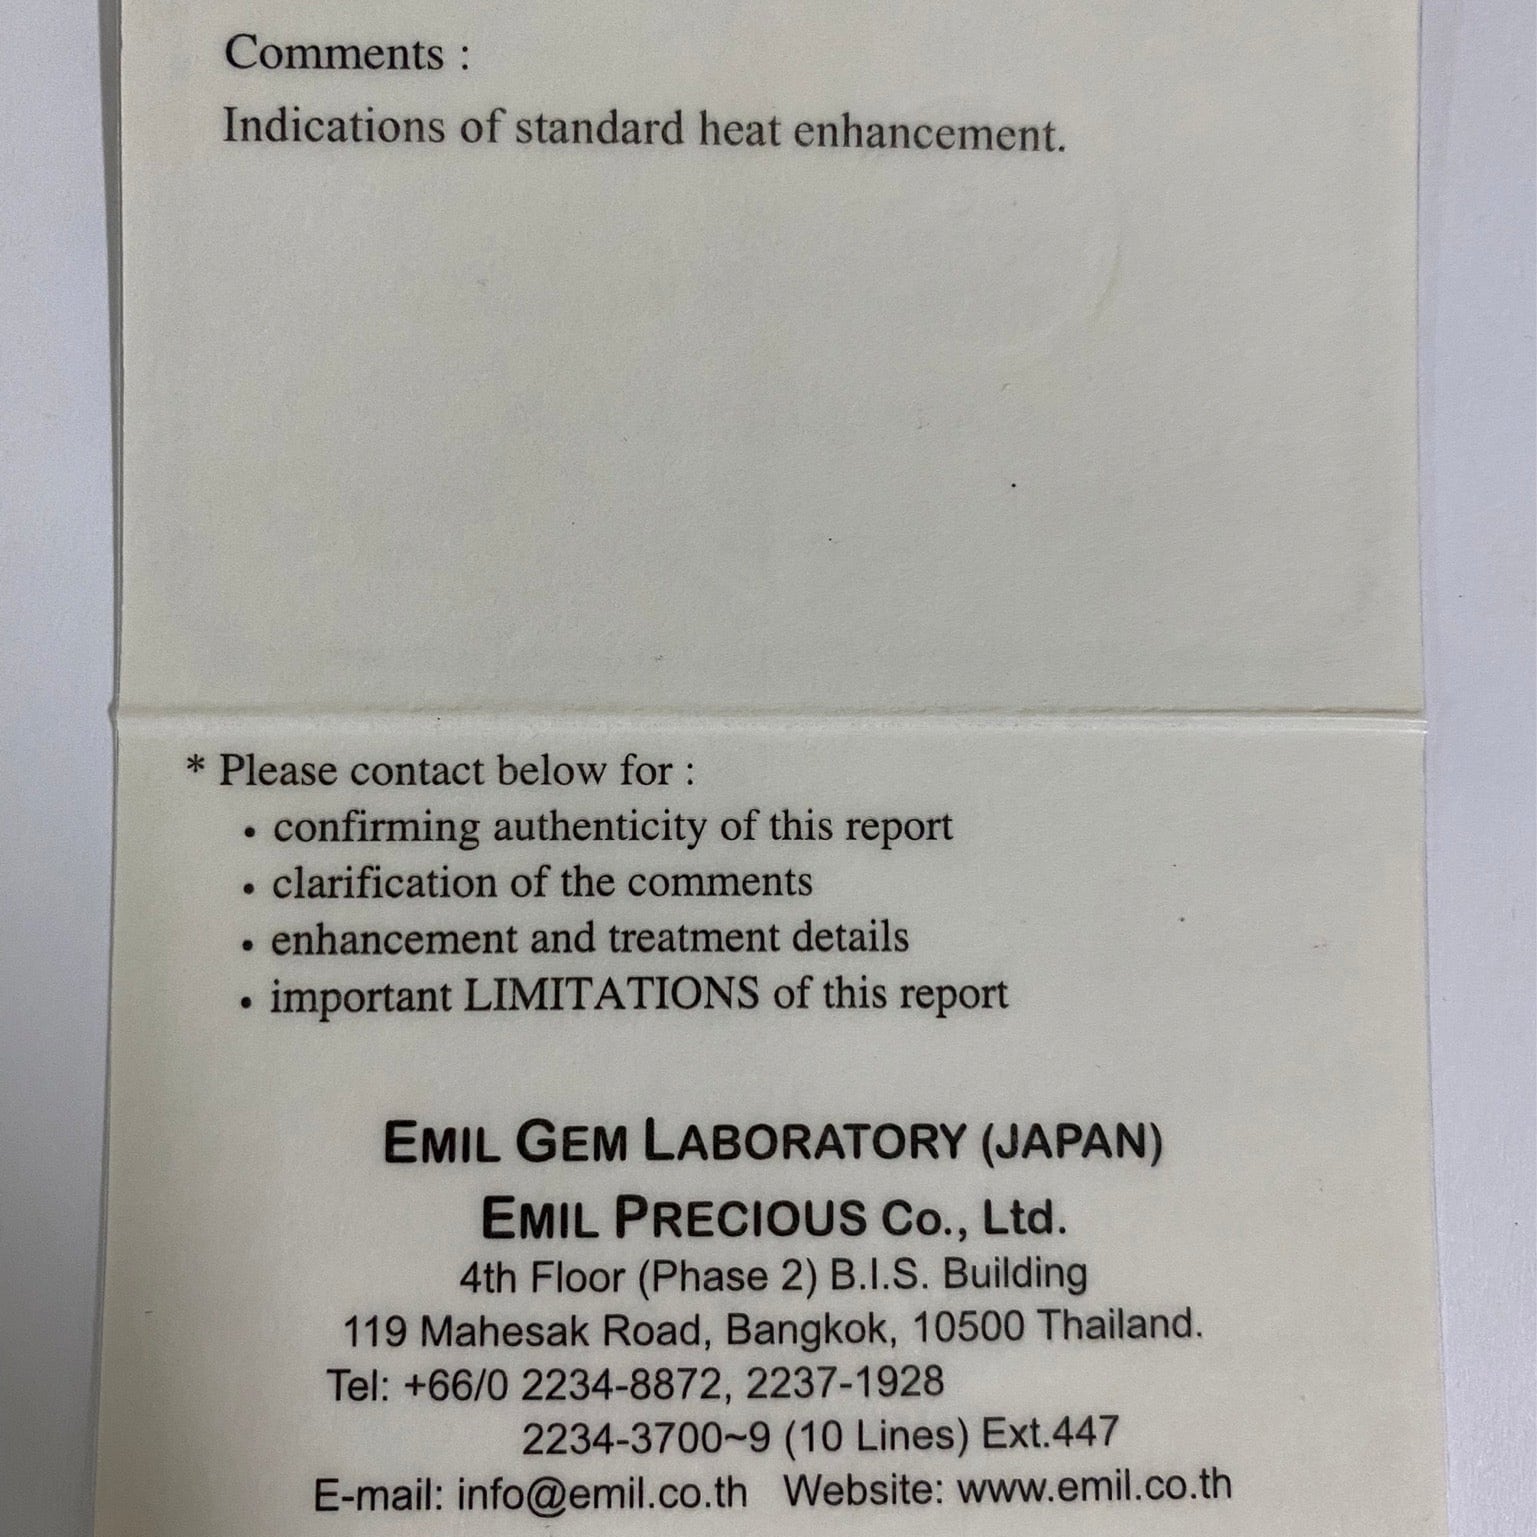 Comments :
Indications of standard heat enhancement.
* Please contact below for :
• confirming authenticity of this report
• clarification of the comments
• enhancement and treatment details
• important LIMITATIONS of this report
EMIL GEM LABORATORY (JAPAN)
EMIL PRECIOUS Co., Ltd.
4th Floor (Phase 2) B.I.S. Building
119 Mahesak Road, Bangkok, 10500 Thailand.
Tel: +66/0 2234-8872, 2237-1928
2234-3700~9 (10 Lines) Ext.447
E-mail: info@emil.co.th Website: www.emil.co.th